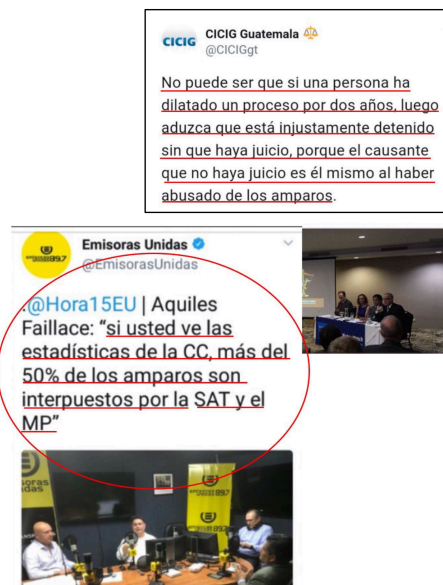 CICIG
CICIG Guatemala
@CICIGgt
No puede ser que si una persona ha
dilatado un proceso por dos años, luego
aduzca que está injustamente detenido
sin que haya juicio, porque el causante
que no haya juicio es él mismo al haber
abusado de los amparos.
Emisoras Unidas
@EmisorasUnidas
.@Hora15EU | Aquiles
Faillace: “si usted ve las
estadísticas de la CC, más del
50% de los amparos son
interpuestos por la SAT y el
MP”